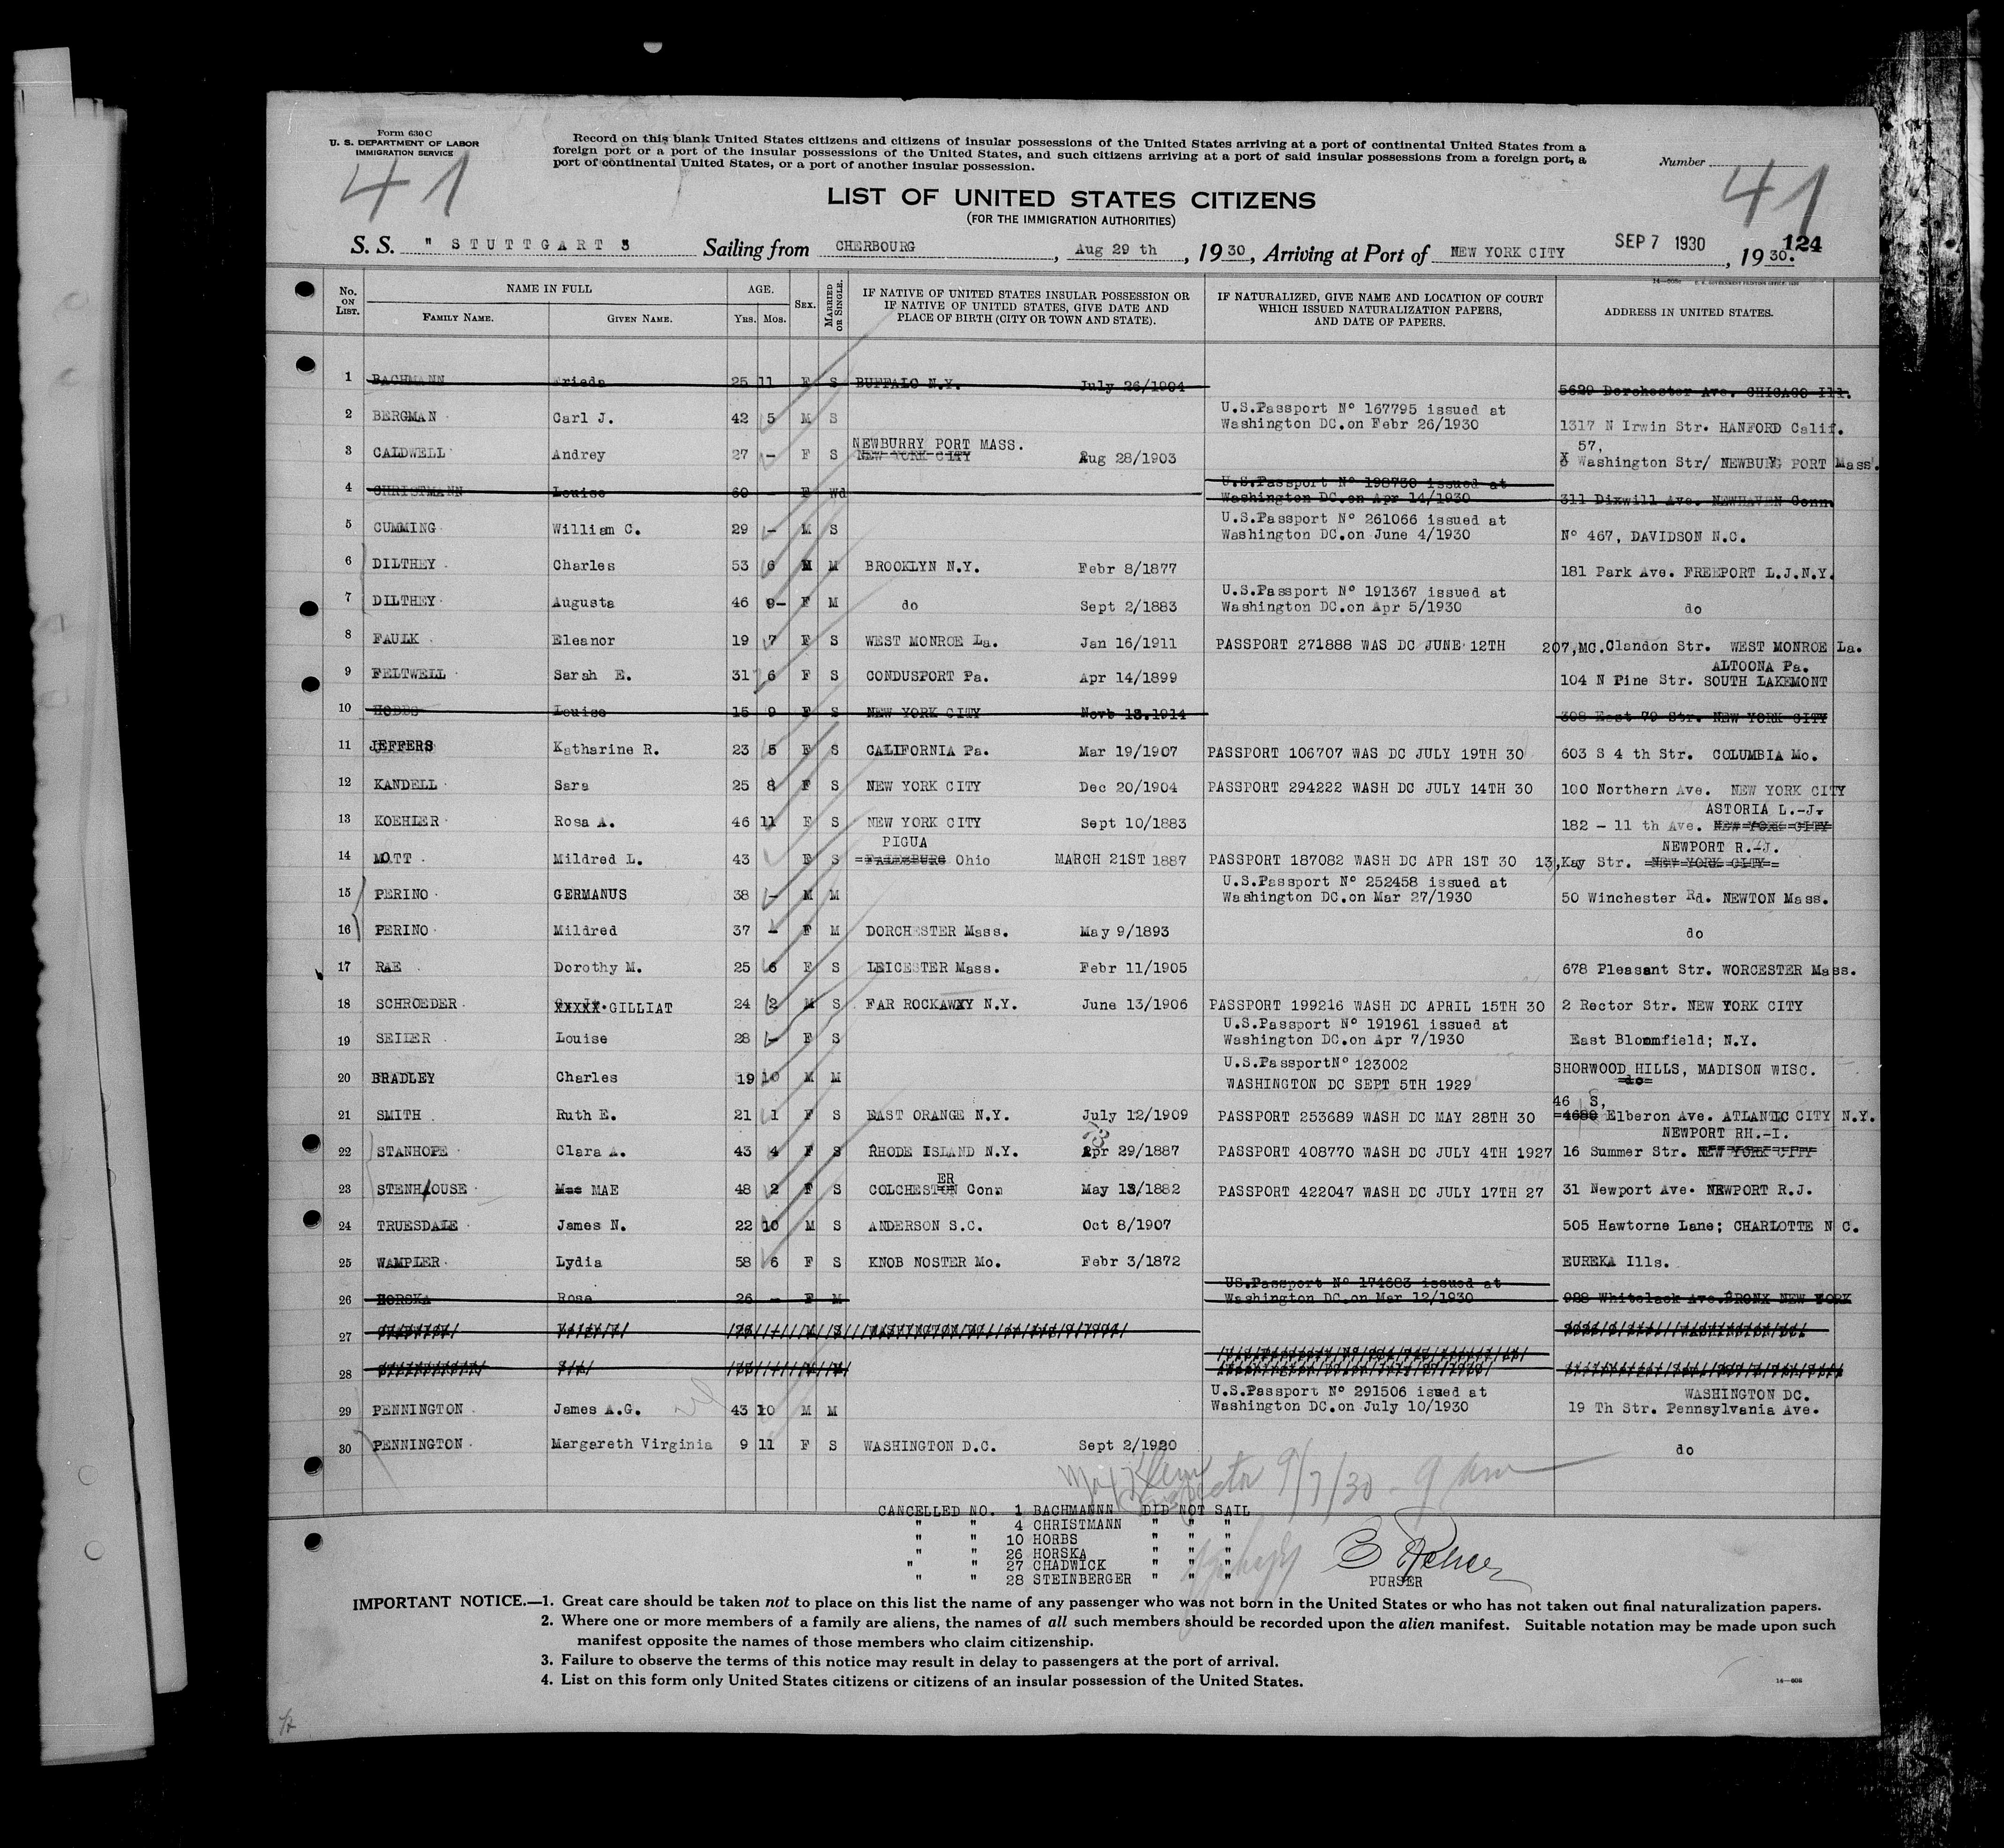 Form 630 C
U. S. DEPARTMENT OF LABOR
IMMIGRATION SERVICE
Record on this blank United States citizens and citizens of insular possessions of the United States arriving at a port of continental United States from a
foreign port or a port of the insular possessions of the United States, and such citizens arriving at a port of said insular possessions from a foreign port, a
port of continental United States, or a port of another insular possession.
Number
41
41
LIST OF UNITED STATES CITIZENS
(FOR THE IMMIGRATION AUTHORITIES)
S. S. " STUTTGART 3 Sailing from CHERBOURG, Aug 29 th, 1930, Arriving at Port of NEW YORK CITY SEP 7 1930, 1930. 124
No. ON LIST. NAME IN FULL AGE. SEX. MARRIED OR SINGLE. IF NATIVE OF UNITED STATES INSULAR POSSESSION OR IF NATIVE OF UNITED STATES, GIVE DATE AND PLACE OF BIRTH (CITY OR TOWN AND STATE). IF NATURALIZED, GIVE NAME AND LOCATION OF COURT WHICH ISSUED NATURALIZATION PAPERS, AND DATE OF PAPERS. ADDRESS IN UNITED STATES.
FAMILY NAME. GIVEN NAME. YRS. MOS.
1 BACHMANN Frieda 25 11 F S BUFFALO N.Y. July 26/1904 5629 Dorchester Ave. CHICAGO Ill.
2 BERGMAN Carl J. 42 5 M S U.S.Passport Nº 167795 issued at Washington DC.on Febr 26/1930 1317 N Irwin Str. HANFORD Calif.
3 CALDWELL Andrey 27 - F S NEWBURRY PORT MASS. NEW YORK CITY Aug 28/1903 57, Washington Str/ NEWBURY PORT Mass.
4 CHRISTMANN Louise 60 - F Wd U.S.Passport Nº 198730 issued at Washington DC.on Apr 14/1930 311 Dixwill Ave. NEWHAVEN Conn.
5 CUMMING William C. 29 - M S U.S.Passport Nº 261066 issued at Washington DC.on June 4/1930 Nº 467, DAVIDSON N.C.
6 DILTHEY Charles 53 6 M M BROOKLYN N.Y. Febr 8/1877 181 Park Ave. FREEPORT L.J.N.Y.
7 DILTHEY Augusta 46 9- F M do Sept 2/1883 U.S.Passport Nº 191367 issued at Washington DC.on Apr 5/1930 do
8 FAULK Eleanor 19 7 F S WEST MONROE La. Jan 16/1911 PASSPORT 271888 WAS DC JUNE 12TH 207,MC.Clandon Str. WEST MONROE La.
9 FELTWELL Sarah E. 31 6 F S CONDUSPORT Pa. Apr 14/1899 ALTOONA Pa. 104 N Pine Str. SOUTH LAKEMONT
10 HOBBS Louise 15 9 F S NEW YORK CITY Novb 13.1914 308 East 79 Str. NEW YORK CITY
11 JEFFERS Katharine R. 23 5 F S CALIFORNIA Pa. Mar 19/1907 PASSPORT 106707 WAS DC JULY 19TH 30 603 S 4 th Str. COLUMBIA Mo.
12 KANDELL Sara 25 8 F S NEW YORK CITY Dec 20/1904 PASSPORT 294222 WASH DC JULY 14TH 30 100 Northern Ave. NEW YORK CITY
13 KOEHLER Rosa A. 46 11 F S NEW YORK CITY Sept 10/1883 ASTORIA L.-J. 182 - 11 th Ave. NEW YORK CITY
14 MOTT Mildred L. 43 F S PIGUA Ohio MARCH 21ST 1887 PASSPORT 187082 WASH DC APR 1ST 30 NEWPORT R.-J. 13,Kay Str. NEW YORK CITY
15 PERINO GERMANUS 38 - M M U.S.Passport Nº 252458 issued at Washington DC.on Mar 27/1930 50 Winchester Rd. NEWTON Mass.
16 PERINO Mildred 37 - F M DORCHESTER Mass. May 9/1893 do
17 RAE Dorothy M. 25 6 F S LEICESTER Mass. Febr 11/1905 678 Pleasant Str. WORCESTER Mass.
18 SCHROEDER XXXXX.GILLIAT 24 2 M S FAR ROCKAWXY N.Y. June 13/1906 PASSPORT 199216 WASH DC APRIL 15TH 30 2 Rector Str. NEW YORK CITY
19 SEILER Louise 28 - F S U.S.Passport Nº 191961 issued at Washington DC.on Apr 7/1930 East Bloomfield; N.Y.
20 BRADLEY Charles 19 10 M M U.S.PassportNº 123002 WASHINGTON DC SEPT 5TH 1929 SHORWOOD HILLS, MADISON WISC. do
21 SMITH Ruth E. 21 1 F S EAST ORANGE N.Y. July 12/1909 PASSPORT 253689 WASH DC MAY 28TH 30 46 S, 4680 Elberon Ave. ATLANTIC CITY N.Y.
22 STANHOPE Clara A. 43 4 F S RHODE ISLAND N.Y. Apr 29/1887 PASSPORT 408770 WASH DC JULY 4TH 1927 NEWPORT RH.-I. 16 Summer Str. NEW YORK CITY
23 STENHOUSE Mae MAE 48 2 F S COLCHESTON ER Conn May 13/1882 PASSPORT 422047 WASH DC JULY 17TH 27 31 Newport Ave. NEWPORT R.J.
24 TRUESDALE James N. 22 10 M S ANDERSON S.C. Oct 8/1907 505 Hawtorne Lane; CHARLOTTE N C.
25 WAMPLER Lydia 58 6 F S KNOB NOSTER Mo. Febr 3/1872 EUREKA Ills.
26 HORSKA Rosa 26 - F M US.Passport Nº 174683 issued at Washington DC.on Mar 12/1930 988 Whitelack Ave.BRONX NEW YORK
27
28
29 PENNINGTON James A.G. 43 10 M M U.S.Passport Nº 291506 issued at Washington DC.on July 10/1930 WASHINGTON DC. 19 Th Str. Pennsylvania Ave.
30 PENNINGTON Margareth Virginia 9 11 F S WASHINGTON D.C. Sept 2/1920 do
Inspector 9/7/30 - 9 am
CANCELLED NO. 1 BACHMANNN DID NOT SAIL
" " 4 CHRISTMANN " " "
" " 10 HORBS " " "
" " 26 HORSKA " " "
" " 27 CHADWICK " " "
" " 28 STEINBERGER " " "
PURSER
IMPORTANT NOTICE.—1. Great care should be taken not to place on this list the name of any passenger who was not born in the United States or who has not taken out final naturalization papers.
2. Where one or more members of a family are aliens, the names of all such members should be recorded upon the alien manifest. Suitable notation may be made upon such
manifest opposite the names of those members who claim citizenship.
3. Failure to observe the terms of this notice may result in delay to passengers at the port of arrival.
4. List on this form only United States citizens or citizens of an insular possession of the United States.
14—608